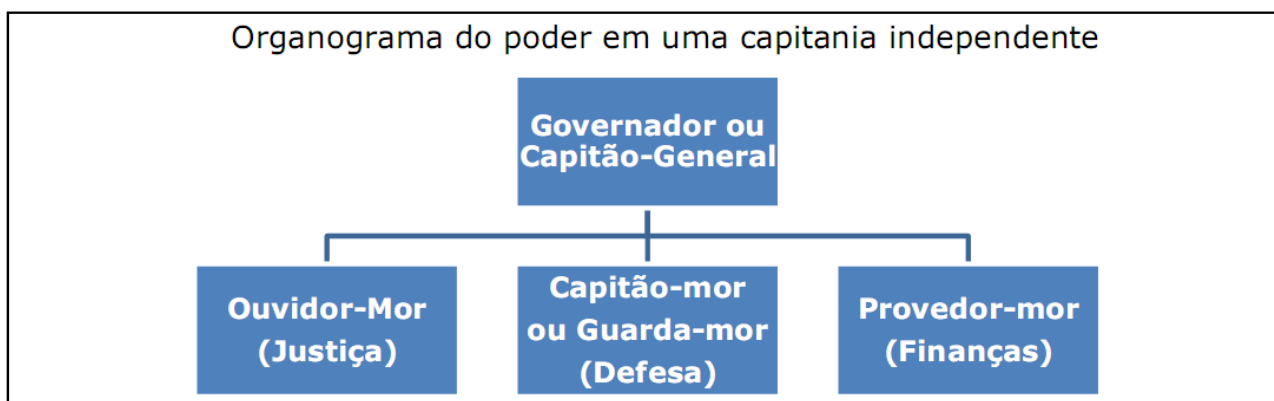 Organograma do poder em uma capitania independente
Governador ou
Capitão-General
Ouvidor-Mor
(Justiça)
Capitão-mor
ou Guarda-mor
(Defesa)
Provedor-mor
(Finanças)